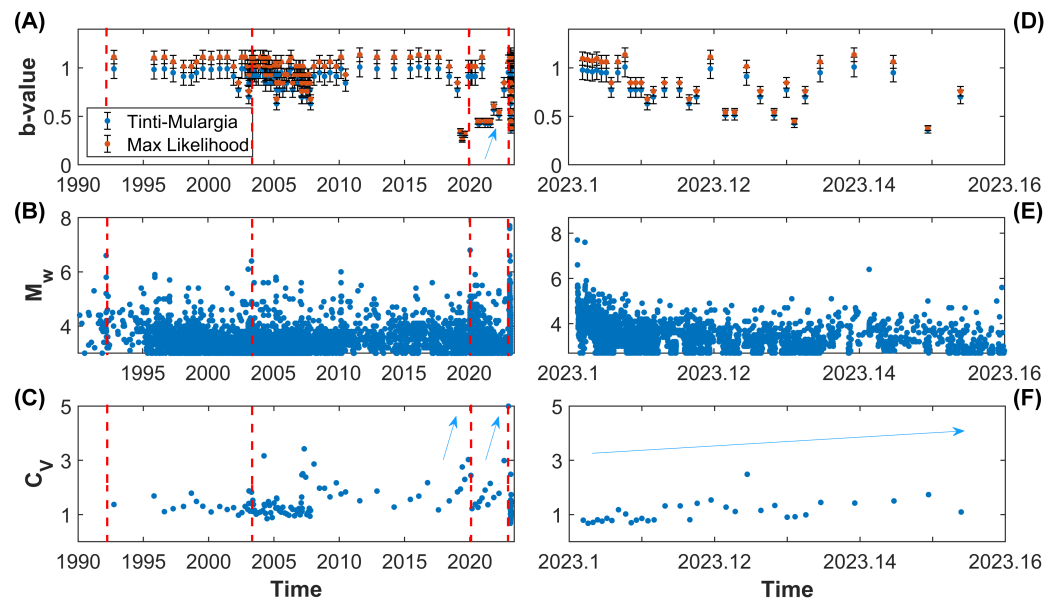 (A)
b-value
1
0.5
0
Tinti-Mulargia
Max Likelihood
1990 1995 2000 2005 2010 2015 2020
(D)
1
0.5
0
2023.1 2023.12 2023.14 2023.16
(B)
Mw
8
6
4
1995 2000 2005 2010 2015 2020
(E)
8
6
4
2023.1 2023.12 2023.14 2023.16
(C)
CV
5
3
1
1990 1995 2000 2005 2010 2015 2020
Time
(F)
5
3
1
2023.1 2023.12 2023.14 2023.16
Time